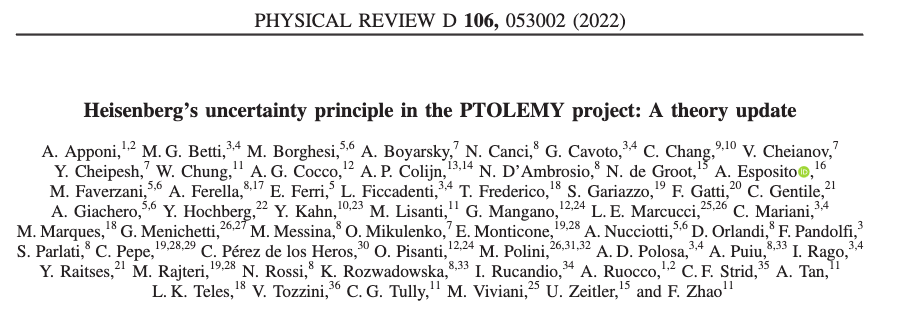 PHYSICAL REVIEW D 106, 053002 (2022)
Heisenberg's uncertainty principle in the PTOLEMY project: A theory update
A. Apponi,1,2 M. G. Betti,3,4 M. Borghesi,5,6 A. Boyarsky,7 N. Canci,8 G. Cavoto,3,4 C. Chang,9,10 V. Cheianov,7
Y. Cheipesh,7 W. Chung,11 A. G. Cocco,12 A. P. Colijn,13,14 N. D'Ambrosio,8 N. de Groot,15 A. Esposito,16
M. Faverzani,5,6 A. Ferella,8,17 E. Ferri,5 L. Ficcadenti,3,4 T. Frederico,18 S. Gariazzo,19 F. Gatti,20 C. Gentile,21
A. Giachero,5,6 Y. Hochberg,22 Y. Kahn,10,23 M. Lisanti,11 G. Mangano,12,24 L. E. Marcucci,25,26 C. Mariani,3,4
M. Marques,18 G. Menichetti,26,27 M. Messina,8 O. Mikulenko,7 E. Monticone,19,28 A. Nucciotti,5,6 D. Orlandi,8 F. Pandolfi,3
S. Parlati,8 C. Pepe,19,28,29 C. Pérez de los Heros,30 O. Pisanti,12,24 M. Polini,26,31,32 A. D. Polosa,3,4 A. Puiu,8,33 I. Rago,3,4
Y. Raitses,21 M. Rajteri,19,28 N. Rossi,8 K. Rozwadowska,8,33 I. Rucandio,34 A. Ruocco,1,2 C. F. Strid,35 A. Tan,11
L. K. Teles,18 V. Tozzini,36 C. G. Tully,11 M. Viviani,25 U. Zeitler,15 and F. Zhao11